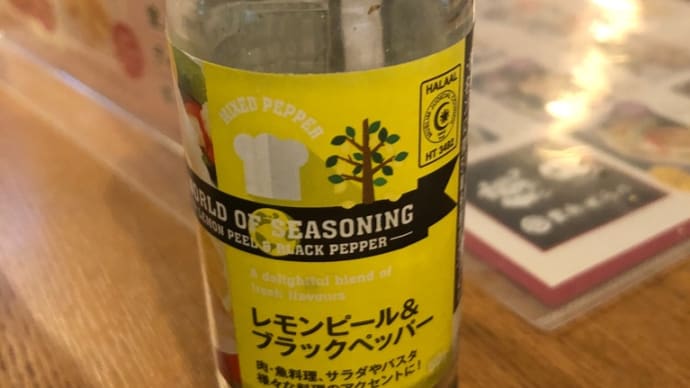 MIXED PEPPER
HALAAL
HT 3492
WORLD OF SEASONING
LEMON PEEL & BLACK PEPPER
A delightful blend of
fresh flavours
レモンピール&
ブラックペッパー
肉・魚料理、サラダやパスタ
様々な料理のアクセントに!